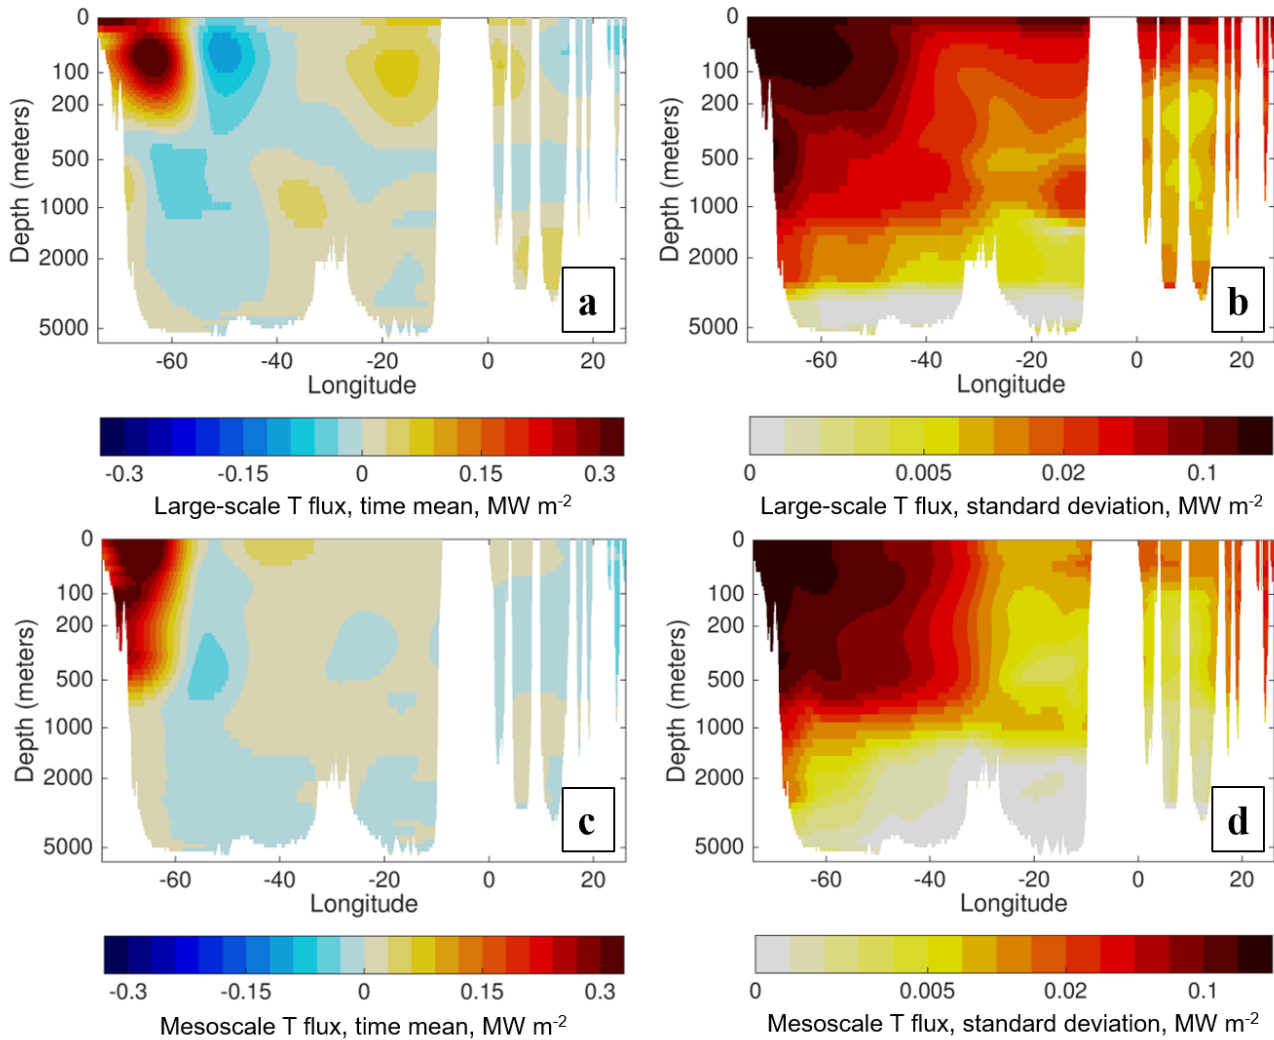 0
100
200
500
1000
2000
5000
Depth (meters)
-60 -40 -20 0 20
Longitude
a
-0.3 -0.15 0 0.15 0.3
Large-scale T flux, time mean, MW m-2
0
100
200
500
1000
2000
5000
Depth (meters)
-60 -40 -20 0 20
Longitude
b
0 0.005 0.02 0.1
Large-scale T flux, standard deviation, MW m-2
0
100
200
500
1000
2000
5000
Depth (meters)
-60 -40 -20 0 20
Longitude
c
-0.3 -0.15 0 0.15 0.3
Mesoscale T flux, time mean, MW m-2
0
100
200
500
1000
2000
5000
Depth (meters)
-60 -40 -20 0 20
Longitude
d
0 0.005 0.02 0.1
Mesoscale T flux, standard deviation, MW m-2